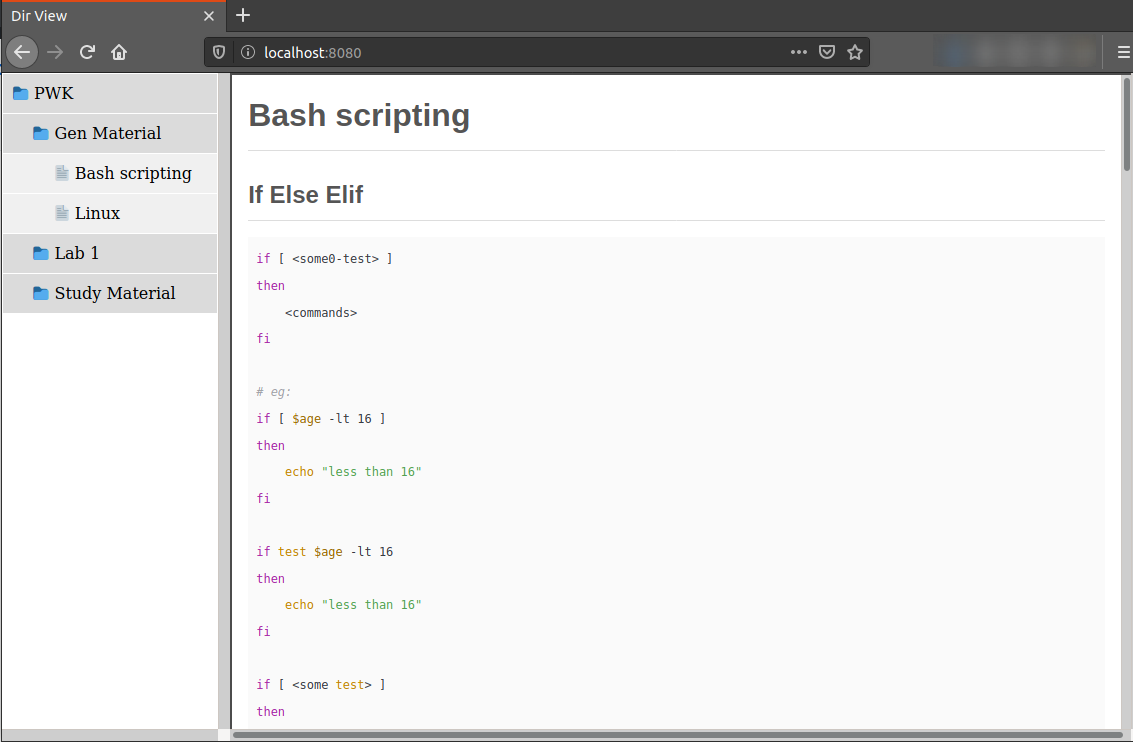 Dir View
localhost:8080
PWK
Gen Material
Bash scripting
Linux
Lab 1
Study Material
Bash scripting
If Else Elif
if [ <some0-test> ]
then
    <commands>
fi
# eg:
if [ $age -lt 16 ]
then
    echo "less than 16"
fi
if test $age -lt 16
then
    echo "less than 16"
fi
if [ <some test> ]
then